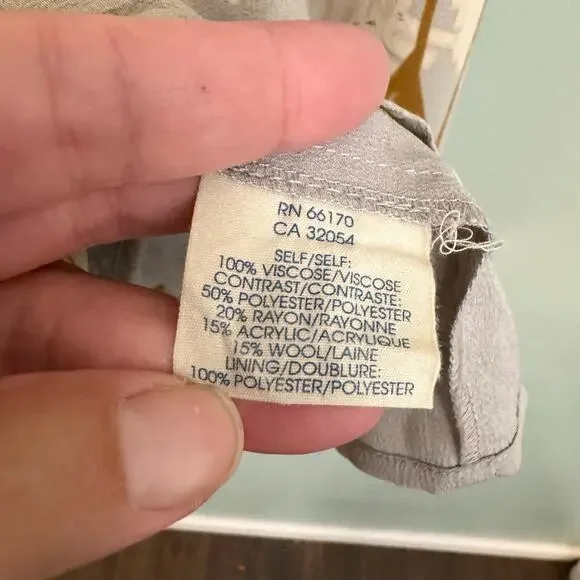 RN 66170
CA 32054
SELF/SELF:
100% VISCOSE/VISCOSE
CONTRAST/CONTRASTE:
50% POLYESTER/POLYESTER
20% RAYON/RAYONNE
15% ACRYLIC/ACRYLIQUE
15% WOOL/LAINE
LINING/DOUBLURE:
100% POLYESTER/POLYESTER